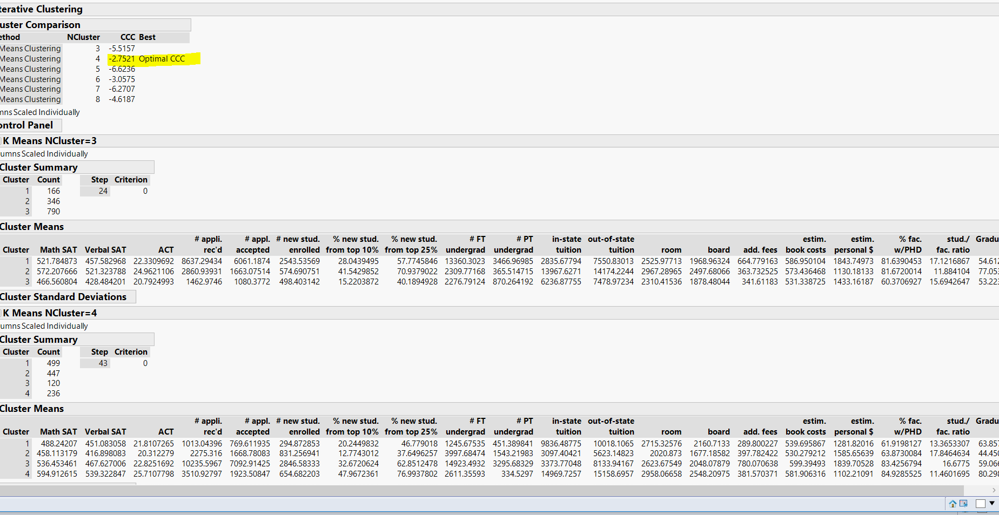 terative Clustering
uster Comparison
ethod NCluster CCC Best
Means Clustering 3 -5.5157
Means Clustering 4 -2.7521 Optimal CCC
Means Clustering 5 -6.6236
Means Clustering 6 -3.0575
Means Clustering 7 -6.2707
Means Clustering 8 -4.6187
mns Scaled Individually
ontrol Panel
K Means NCluster=3
umns Scaled Individually
Cluster Summary
Cluster Count Step Criterion
1 166 24 0
2 346
3 790
Cluster Means
# appli. # appl. # new stud. % new stud. % new stud. # FT # PT in-state out-of-state estim. estim. % fac. stud./ Gradu
Cluster Math SAT Verbal SAT ACT rec'd accepted enrolled from top 10% from top 25% undergrad undergrad tuition tuition room board add. fees book costs personal $ w/PHD fac. ratio
1 521.784873 457.582968 22.3309692 8637.29434 6061.1874 2543.53569 28.0439495 57.7745846 13360.3023 3466.96985 2835.67794 7550.83013 2525.97713 1968.96324 664.779163 586.950104 1843.74973 81.6390453 17.1216867 54.612
2 572.207666 521.323788 24.9621106 2860.93931 1663.07514 574.690751 41.5429852 70.9379022 2309.77168 365.514715 13967.6271 14174.2244 2967.28965 2497.68066 363.732525 573.436468 1130.18133 81.6720014 11.884104 77.053
3 466.560804 428.484201 20.7924993 1462.9746 1080.3772 498.403142 15.2203872 40.1894928 2276.79124 870.264192 6236.87755 7478.97234 2310.41536 1878.48044 341.61183 531.338725 1433.16187 60.3706927 15.6942647 53.223
Cluster Standard Deviations
K Means NCluster=4
umns Scaled Individually
Cluster Summary
Cluster Count Step Criterion
1 499 43 0
2 447
3 120
4 236
Cluster Means
# appli. # appl. # new stud. % new stud. % new stud. # FT # PT in-state out-of-state estim. estim. % fac. stud./ Gradu
Cluster Math SAT Verbal SAT ACT rec'd accepted enrolled from top 10% from top 25% undergrad undergrad tuition tuition room board add. fees book costs personal $ w/PHD fac. ratio
1 488.24207 451.083058 21.8107265 1013.04396 769.611935 294.872853 20.2449832 46.779018 1245.67535 451.389841 9836.48775 10018.1065 2715.32576 2160.7133 289.800227 539.695867 1281.82016 61.9198127 13.3653307 63.857
2 458.113179 416.898083 20.312279 2275.316 1668.78083 831.256941 12.7743012 37.6496257 3997.68474 1543.21983 3097.40421 5623.14823 2020.873 1677.18582 397.782422 530.279212 1585.65639 63.8730084 17.8464634 44.450
3 536.453461 467.627006 22.8251692 10235.5967 7092.91425 2846.58333 32.6720624 62.8512478 14923.4932 3295.68329 3373.77048 8133.94167 2623.67549 2048.07879 780.070638 599.39493 1839.70528 83.4256794 16.6775 59.066
4 594.912615 539.322847 25.7107798 3510.92797 1923.50847 654.682203 47.9672361 76.9937802 2611.35593 334.5297 14969.7257 15158.6957 2958.06658 2548.20975 381.570371 581.906316 1102.21091 84.9285525 11.4601695 80.298